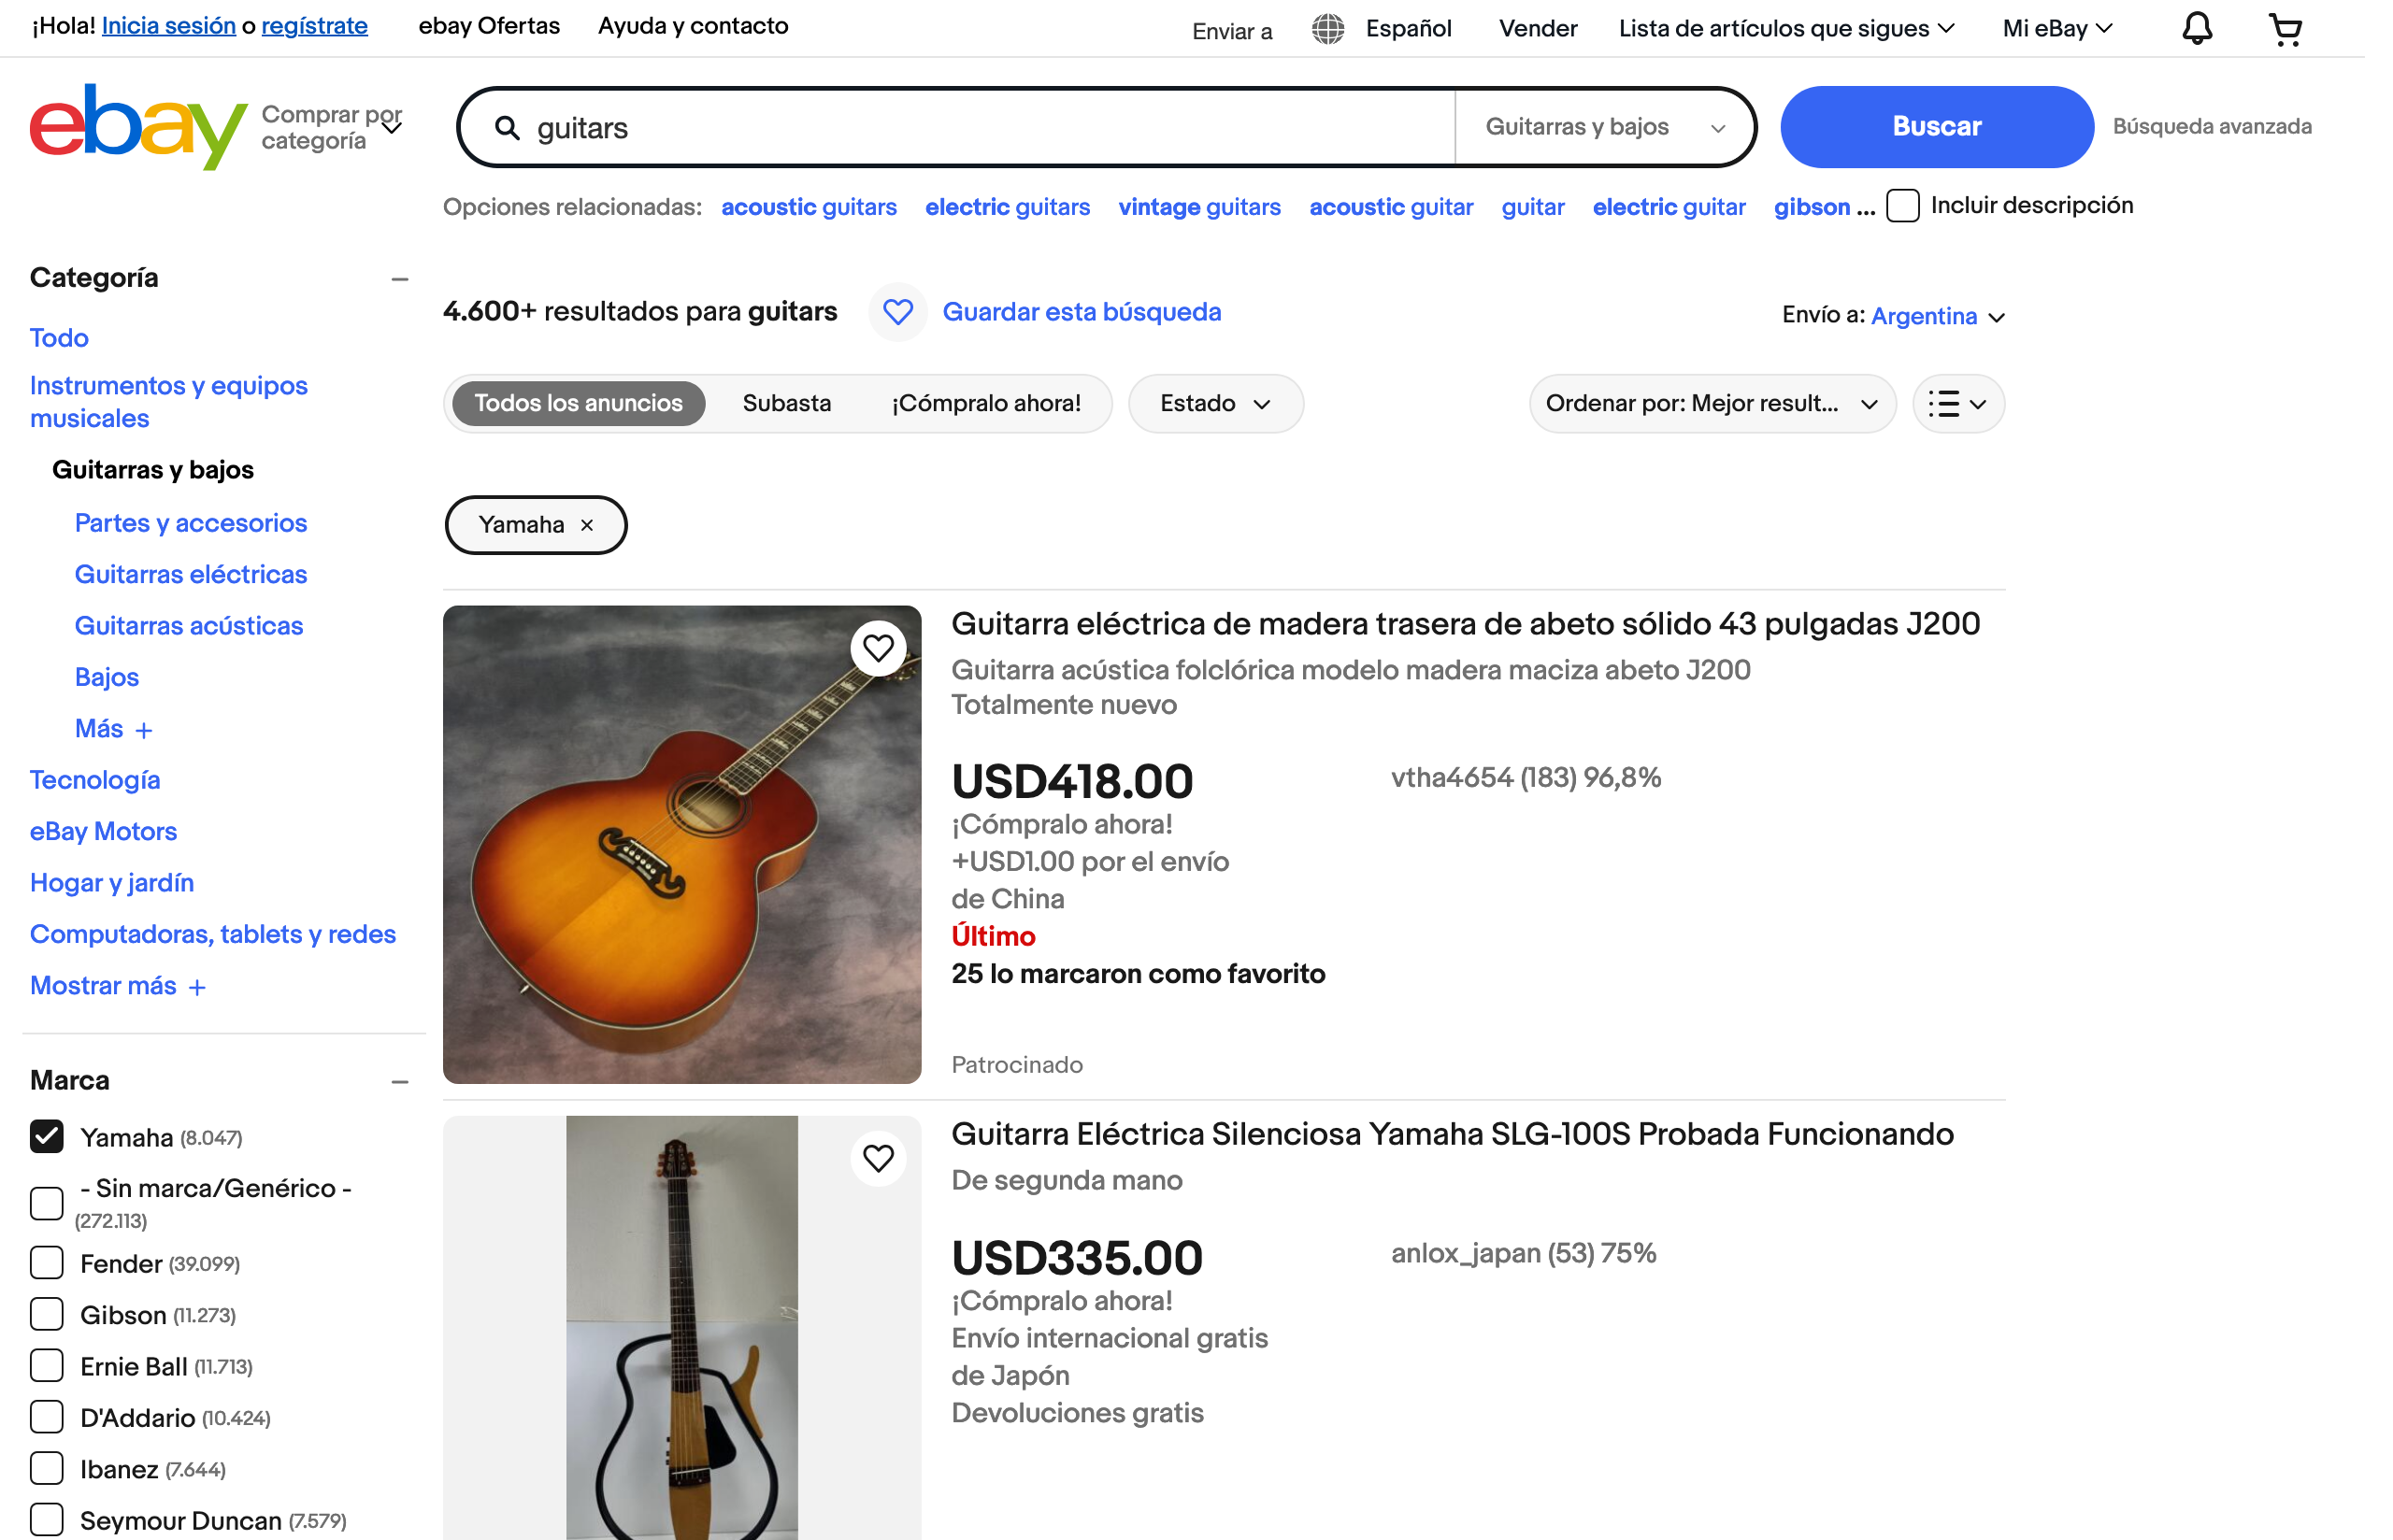 ¡Hola! Inicia sesión o regístrate
ebay Ofertas
Ayuda y contacto
Enviar a
Español
Vender
Lista de artículos que sigues
Mi eBay
ebay
Comprar por
categoría
guitars
Guitarras y bajos
Buscar
Búsqueda avanzada
Opciones relacionadas: acoustic guitars electric guitars vintage guitars acoustic guitar guitar electric guitar gibson ...
Incluir descripción
Categoría
Todo
Instrumentos y equipos
musicales
Guitarras y bajos
Partes y accesorios
Guitarras eléctricas
Guitarras acústicas
Bajos
Más +
Tecnología
eBay Motors
Hogar y jardín
Computadoras, tablets y redes
Mostrar más +
Marca
Yamaha (8.047)
- Sin marca/Genérico -
(272.113)
Fender (39.099)
Gibson (11.273)
Ernie Ball (11.713)
D'Addario (10.424)
Ibanez (7.644)
Seymour Duncan (7.579)
4.600+ resultados para guitars
Guardar esta búsqueda
Envío a: Argentina
Todos los anuncios
Subasta
¡Cómpralo ahora!
Estado
Ordenar por: Mejor result...
Yamaha ×
Guitarra eléctrica de madera trasera de abeto sólido 43 pulgadas J200
Guitarra acústica folclórica modelo madera maciza abeto J200
Totalmente nuevo
USD418.00
vtha4654 (183) 96,8%
¡Cómpralo ahora!
+USD1.00 por el envío
de China
Último
25 lo marcaron como favorito
Patrocinado
Guitarra Eléctrica Silenciosa Yamaha SLG-100S Probada Funcionando
De segunda mano
USD335.00
anlox_japan (53) 75%
¡Cómpralo ahora!
Envío internacional gratis
de Japón
Devoluciones gratis